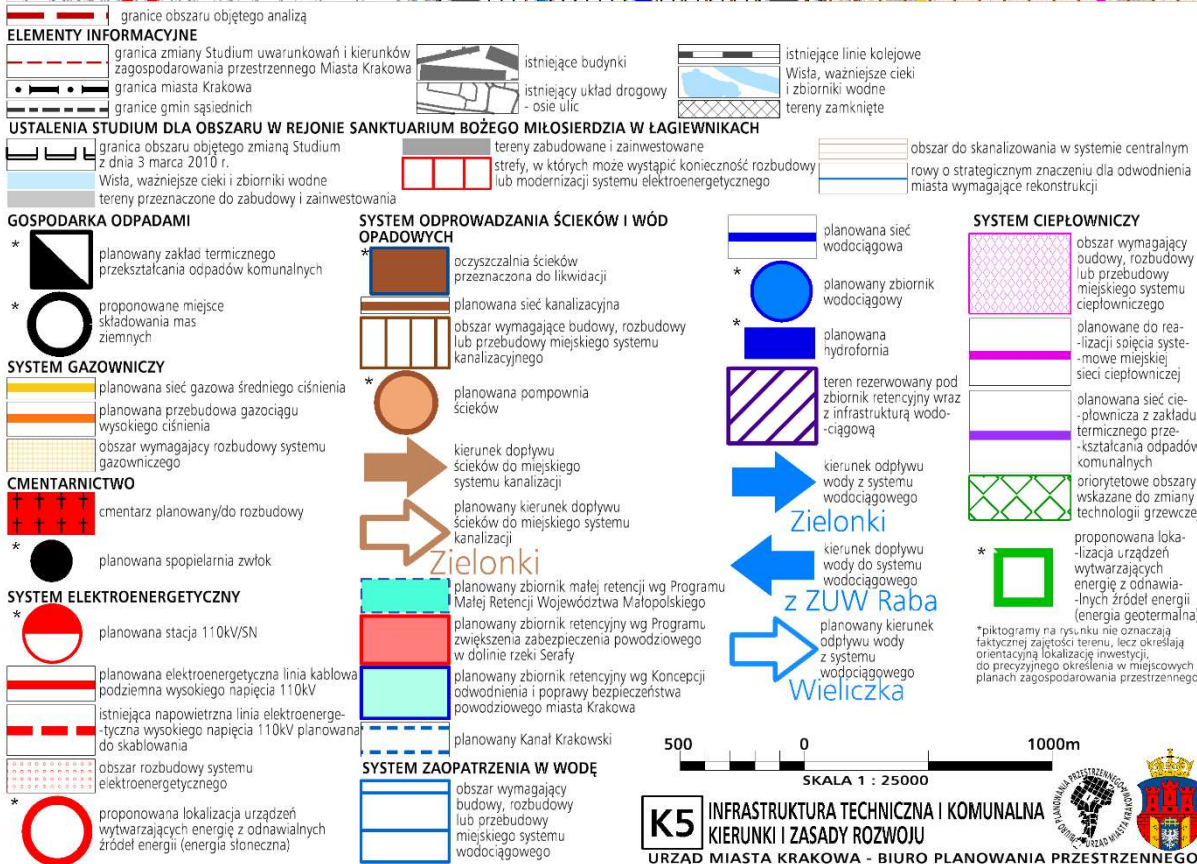 granice obszaru objętego analizą
ELEMENTY INFORMACYJNE
granica zmiany Studium uwarunkowań i kierunków
zagospodarowania przestrzennego Miasta Krakowa
granica miasta Krakowa
granice gmin sąsiednich
istniejące budynki
istniejący układ drogowy
- osie ulic
istniejące linie kolejowe
Wisła, ważniejsze cieki
i zbiorniki wodne
tereny zamknięte
USTALENIA STUDIUM DLA OBSZARU W REJONIE SANKTUARIUM BOŻEGO MIŁOSIERDZIA W ŁAGIEWNIKACH
granica obszaru objętego zmianą Studium
z dnia 3 marca 2010 r.
Wisła, ważniejsze cieki i zbiorniki wodne
tereny przeznaczone do zabudowy i zainwestowania
tereny zabudowane i zainwestowane
strefy, w których może wystąpić konieczność rozbudowy
lub modernizacji systemu elektroenergetycznego
obszar do skanalizowania w systemie centralnym
rowy o strategicznym znaczeniu dla odwodnienia
miasta wymagające rekonstrukcji
GOSPODARKA ODPADAMI
*
planowany zakład termicznego
przekształcania odpadów komunalnych
*
proponowane miejsce
składowania mas
ziemnych
SYSTEM GAZOWNICZY
planowana sieć gazowa średniego ciśnienia
planowana przebudowa gazociągu
wysokiego ciśnienia
obszar wymagający rozbudowy systemu
gazowniczego
CMENTARNICTWO
cmentarz planowany/do rozbudowy
*
planowana spopielarnia zwłok
SYSTEM ELEKTROENERGETYCZNY
*
planowana stacja 110kV/SN
planowana elektroenergetyczna linia kablowa
podziemna wysokiego napięcia 110kV
istniejąca napowietrzna linia elektroenerge-
-tyczna wysokiego napięcia 110kV planowana
do skablowania
obszar rozbudowy systemu
elektroenergetycznego
*
proponowana lokalizacja urządzeń
wytwarzających energię z odnawialnych
źródeł energii (energia słoneczna)
SYSTEM ODPROWADZANIA ŚCIEKÓW I WÓD
OPADOWYCH
*
oczyszczalnia ścieków
przeznaczona do likwidacji
planowana sieć kanalizacyjna
obszar wymagające budowy, rozbudowy
lub przebudowy miejskiego systemu
kanalizacyjnego
*
planowana pompownia
ścieków
kierunek dopływu
ścieków do miejskiego
systemu kanalizacji
planowany kierunek dopływu
ścieków do miejskiego systemu
kanalizacji
Zielonki
planowany zbiornik małej retencji wg Programu
Małej Retencji Województwa Małopolskiego
planowany zbiornik retencyjny wg Programu
zwiększenia zabezpieczenia powodziowego
w dolinie rzeki Serafy
planowany zbiornik retencyjny wg Koncepcji
odwodnienia i poprawy bezpieczeństwa
powodziowego miasta Krakowa
planowany Kanał Krakowski
SYSTEM ZAOPATRZENIA W WODĘ
obszar wymagający
budowy, rozbudowy
lub przebudowy
miejskiego systemu
wodociągowego
planowana sieć
wodociągowa
*
planowany zbiornik
wodociągowy
*
planowana
hydrofornia
teren rezerwowany pod
zbiornik retencyjny wraz
z infrastrukturą wodo-
-ciągową
kierunek odpływu
wody z systemu
wodociągowego
Zielonki
kierunek dopływu
wody do systemu
wodociągowego
z ZUW Raba
planowany kierunek
odpływu wody
z systemu
wodociągowego
Wieliczka
SYSTEM CIEPŁOWNICZY
obszar wymagający
budowy, rozbudowy
lub przebudowy
miejskiego systemu
ciepłowniczego
planowane do rea-
-lizacji spięcia syste-
-mowe miejskiej
sieci ciepłowniczej
planowana sieć cie-
-płownicza z zakładu
termicznego prze-
-kształcania odpadów
komunalnych
priorytetowe obszary
wskazane do zmiany
technologii grzewczej
*
proponowana loka-
-lizacja urządzeń
wytwarzających
energię z odnawia-
-lnych źródeł energii
(energia geotermalna)
*piktogramy na rysunku nie oznaczają
faktycznej zajętości terenu, lecz określają
orientacyjną lokalizację inwestycji,
do precyzyjnego określenia w miejscowych
planach zagospodarowania przestrzennego
500 0 1000m
SKALA 1 : 25000
K5
INFRASTRUKTURA TECHNICZNA I KOMUNALNA
KIERUNKI I ZASADY ROZWOJU
URZĄD MIASTA KRAKOWA - BIURO PLANOWANIA PRZESTRZENNEGO